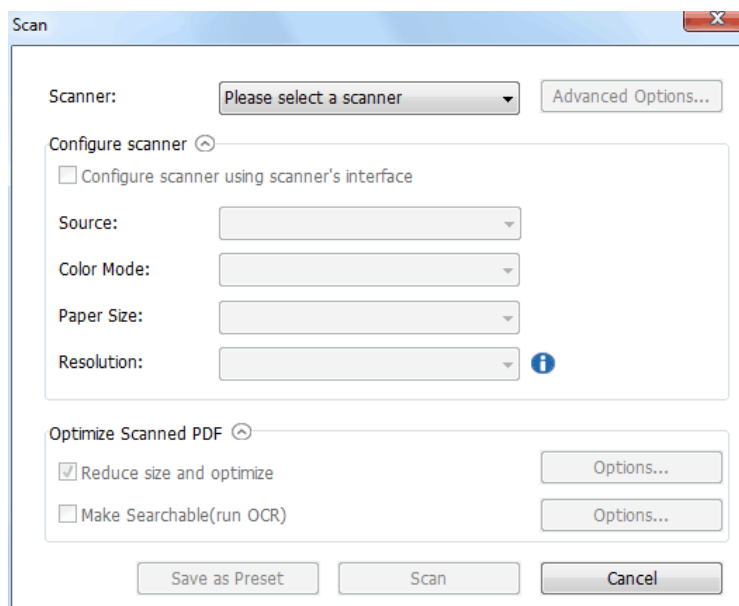 Scan
Scanner: Please select a scanner Advanced Options...
Configure scanner
Configure scanner using scanner's interface
Source:
Color Mode:
Paper Size:
Resolution:
Optimize Scanned PDF
Reduce size and optimize Options...
Make Searchable(run OCR) Options...
Save as Preset Scan Cancel